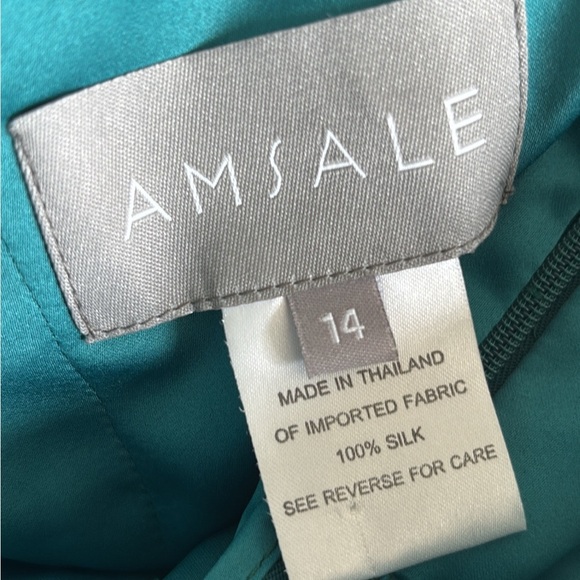 AMSALE
14
MADE IN THAILAND
OF IMPORTED FABRIC
100% SILK
SEE REVERSE FOR CARE